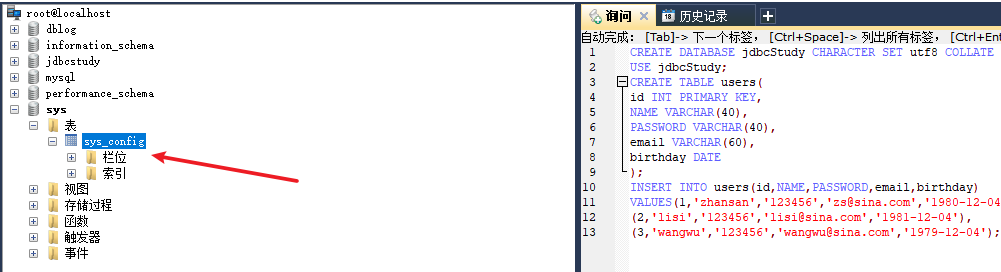 root@localhost
dblog
information_schema
jdbcstudy
mysql
performance_schema
sys
表
sys_config
栏位
索引
视图
存储过程
函数
触发器
事件
询问
18 历史记录
自动完成: [Tab]-> 下一个标签, [Ctrl+Space]-> 列出所有标签, [Ctrl+Ent
1 CREATE DATABASE jdbcStudy CHARACTER SET utf8 COLLATE
2 USE jdbcStudy;
3 CREATE TABLE users(
4 id INT PRIMARY KEY,
5 NAME VARCHAR(40),
6 PASSWORD VARCHAR(40),
7 email VARCHAR(60),
8 birthday DATE
9 );
10 INSERT INTO users(id,NAME,PASSWORD,email,birthday)
11 VALUES(1,'zhansan','123456','zs@sina.com','1980-12-04
12 (2,'lisi','123456','lisi@sina.com','1981-12-04'),
13 (3,'wangwu','123456','wangwu@sina.com','1979-12-04');